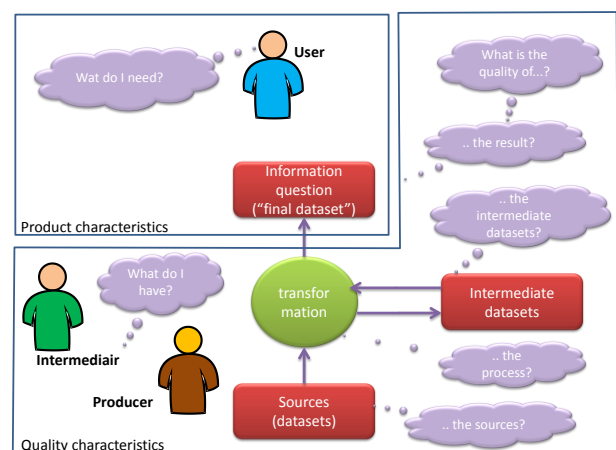 Wat do I need?
User
What is the
quality of...?
.. the result?
Information
question
(“final dataset”)
.. the
intermediate
datasets?
Product characteristics
What do I
have?
transfor
mation
Intermediate
datasets
Intermediair
.. the
process?
Producer
Sources
(datasets)
.. the sources?
Quality characteristics